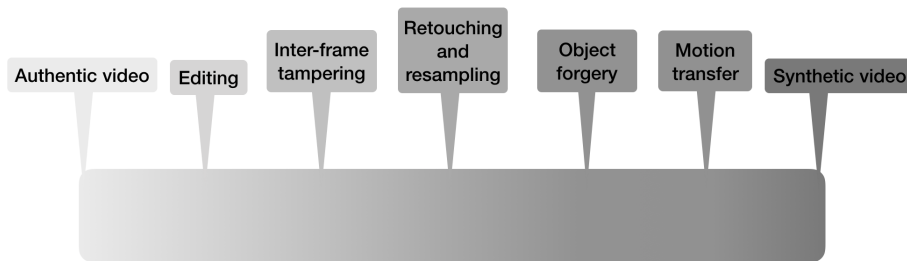 Authentic video
Editing
Inter-frame
tampering
Retouching
and
resampling
Object
forgery
Motion
transfer
Synthetic video